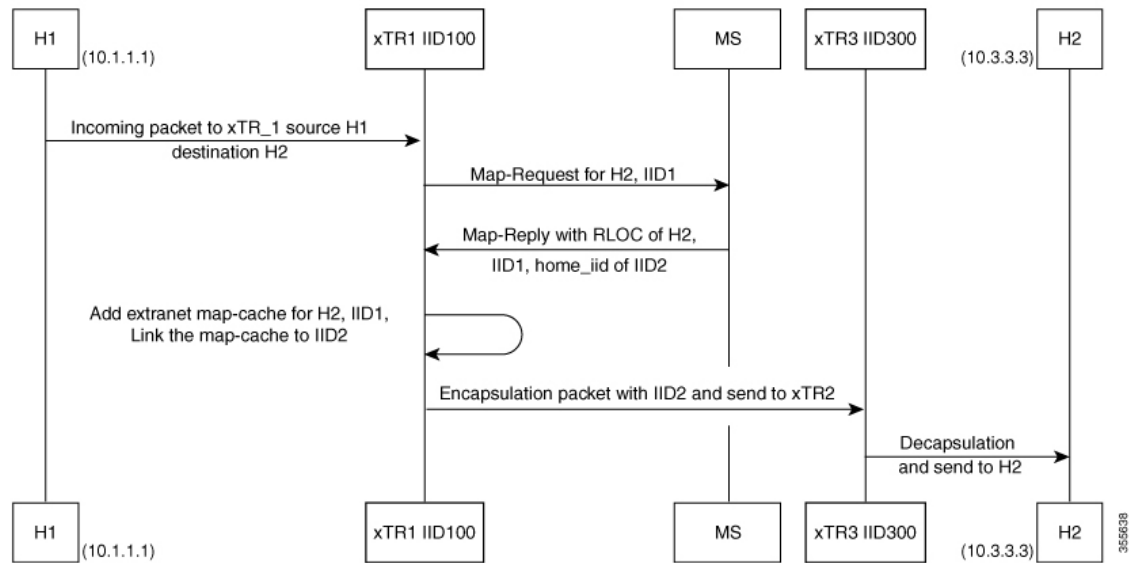 H1
(10.1.1.1)
xTR1 IID100
MS
xTR3 IID300
(10.3.3.3)
H2
Incoming packet to xTR_1 source H1
destination H2
Map-Request for H2, IID1
Map-Reply with RLOC of H2,
IID1, home_iid of IID2
Add extranet map-cache for H2, IID1,
Link the map-cache to IID2
Encapsulation packet with IID2 and send to xTR2
Decapsulation
and send to H2
H1
(10.1.1.1)
xTR1 IID100
MS
xTR3 IID300
(10.3.3.3)
H2
355638